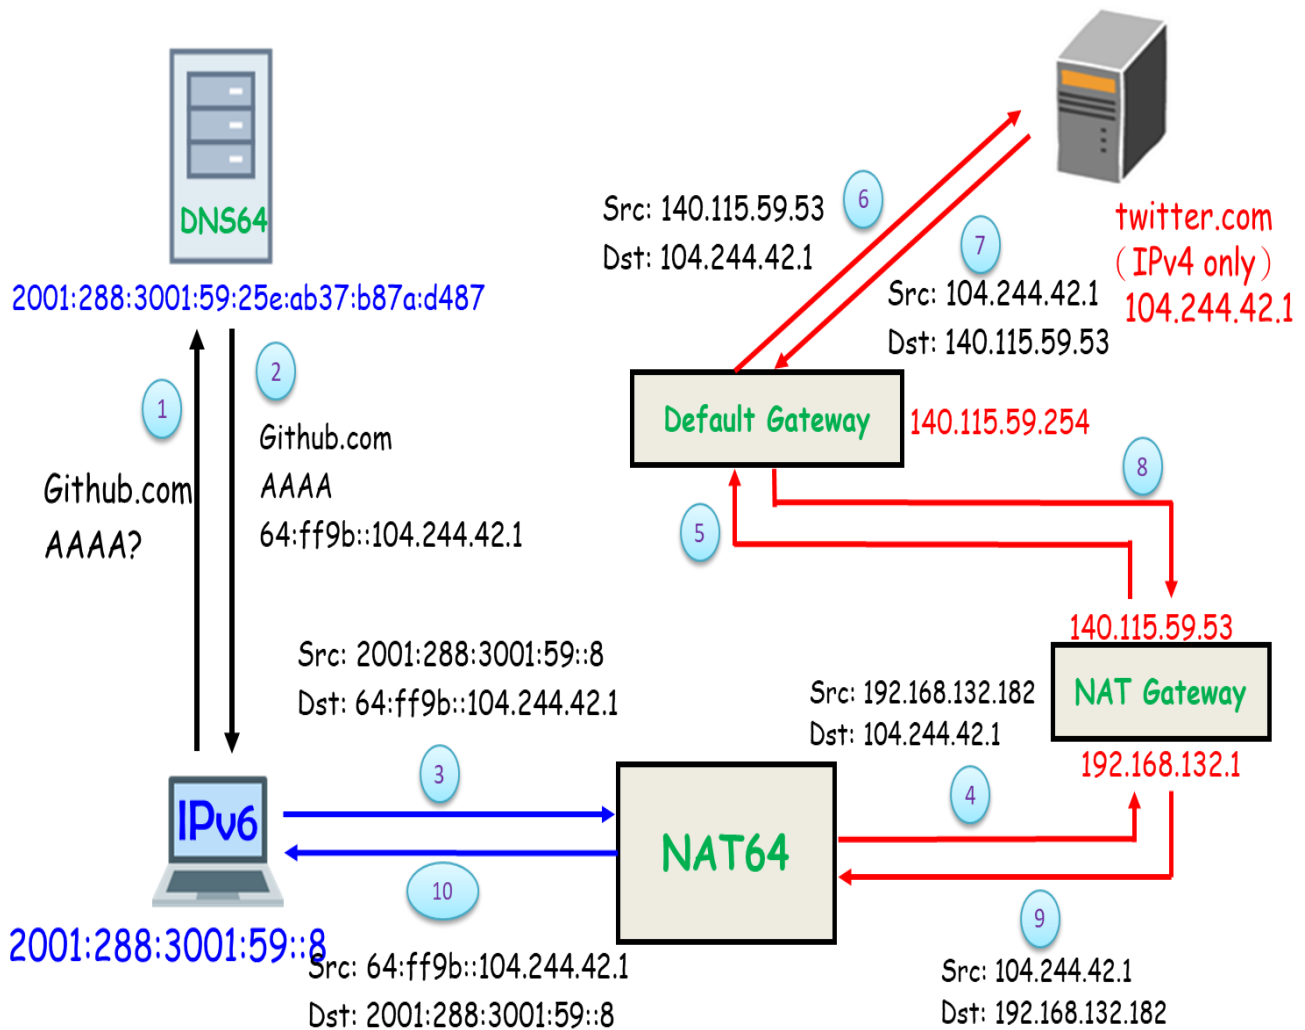 DNS64
2001:288:3001:59:25e:ab37:b87a:d487
1
2
Github.com
AAAA?
Github.com
AAAA
64:ff9b::104.244.42.1
IPv6
2001:288:3001:59::8
Src: 2001:288:3001:59::8
Dst: 64:ff9b::104.244.42.1
3
10
Src: 64:ff9b::104.244.42.1
Dst: 2001:288:3001:59::8
NAT64
Src: 192.168.132.182
Dst: 104.244.42.1
4
9
Src: 104.244.42.1
Dst: 192.168.132.182
140.115.59.53
NAT Gateway
192.168.132.1
5
8
Default Gateway
140.115.59.254
Src: 140.115.59.53
Dst: 104.244.42.1
6
7
Src: 104.244.42.1
Dst: 140.115.59.53
twitter.com
（IPv4 only）
104.244.42.1